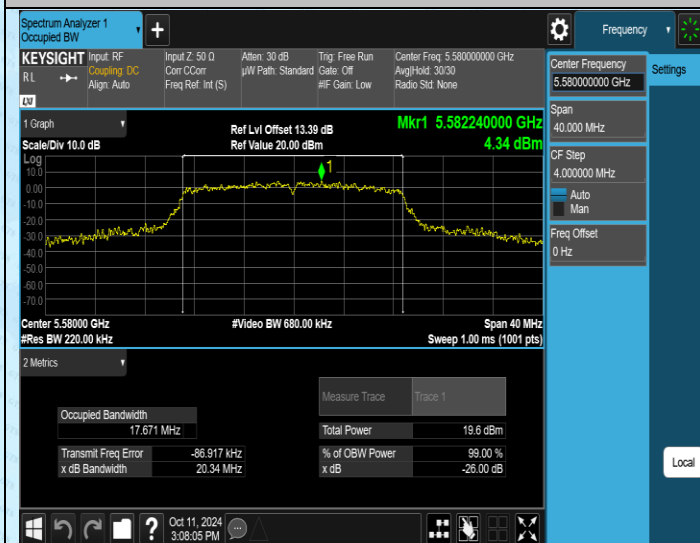 Spectrum Analyzer 1
Occupied BW
Frequency
KEYSIGHT
RL
LXI
Input: RF
Coupling: DC
Align: Auto
Input Z: 50 Ω
Corr CCorr
Freq Ref: Int (S)
Atten: 30 dB
µW Path: Standard
Trig: Free Run
Gate: Off
#IF Gain: Low
Center Freq: 5.580000000 GHz
Avg|Hold: 30/30
Radio Std: None
Center Frequency
5.580000000 GHz
Settings
Span
40.000 MHz
CF Step
4.000000 MHz
Auto
Man
Freq Offset
0 Hz
Local
1 Graph
Scale/Div 10.0 dB
Ref Lvl Offset 13.39 dB
Ref Value 20.00 dBm
Mkr1 5.582240000 GHz
4.34 dBm
Log
10.0
0.00
-10.0
-20.0
-30.0
-40.0
-50.0
-60.0
-70.0
1
Center 5.58000 GHz
#Res BW 220.00 kHz
#Video BW 680.00 kHz
Span 40 MHz
Sweep 1.00 ms (1001 pts)
2 Metrics
Measure Trace
Trace 1
Occupied Bandwidth
17.671 MHz
Total Power
19.6 dBm
Transmit Freq Error
-86.917 kHz
% of OBW Power
99.00 %
x dB Bandwidth
20.34 MHz
x dB
-26.00 dB
?
Oct 11, 2024
3:08:05 PM